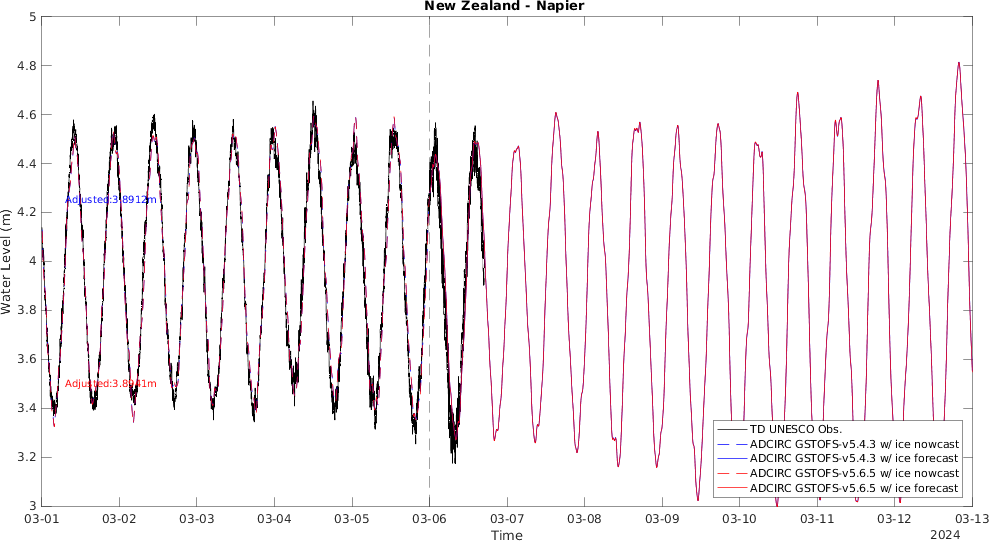 New Zealand - Napier
5
4.8
4.6
4.4
4.2
4
3.8
3.6
3.4
3.2
3
Water Level (m)
Adjusted:3.8912m
Adjusted:3.8941m
TD UNESCO Obs.
ADCIRC GSTOFS-v5.4.3 w/ ice nowcast
ADCIRC GSTOFS-v5.4.3 w/ ice forecast
ADCIRC GSTOFS-v5.6.5 w/ ice nowcast
ADCIRC GSTOFS-v5.6.5 w/ ice forecast
03-01 03-02 03-03 03-04 03-05 03-06 03-07 03-08 03-09 03-10 03-11 03-12 03-13
Time
2024